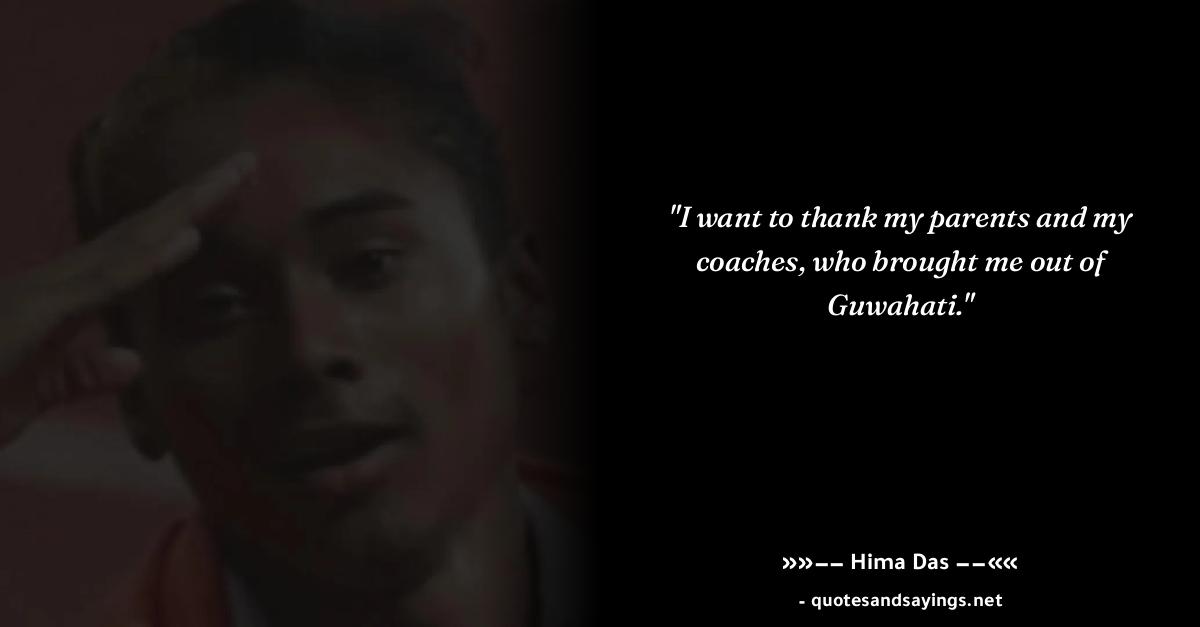 "I want to thank my parents and my
coaches, who brought me out of
Guwahati."
»»−− Hima Das −−««
- quotesandsayings.net